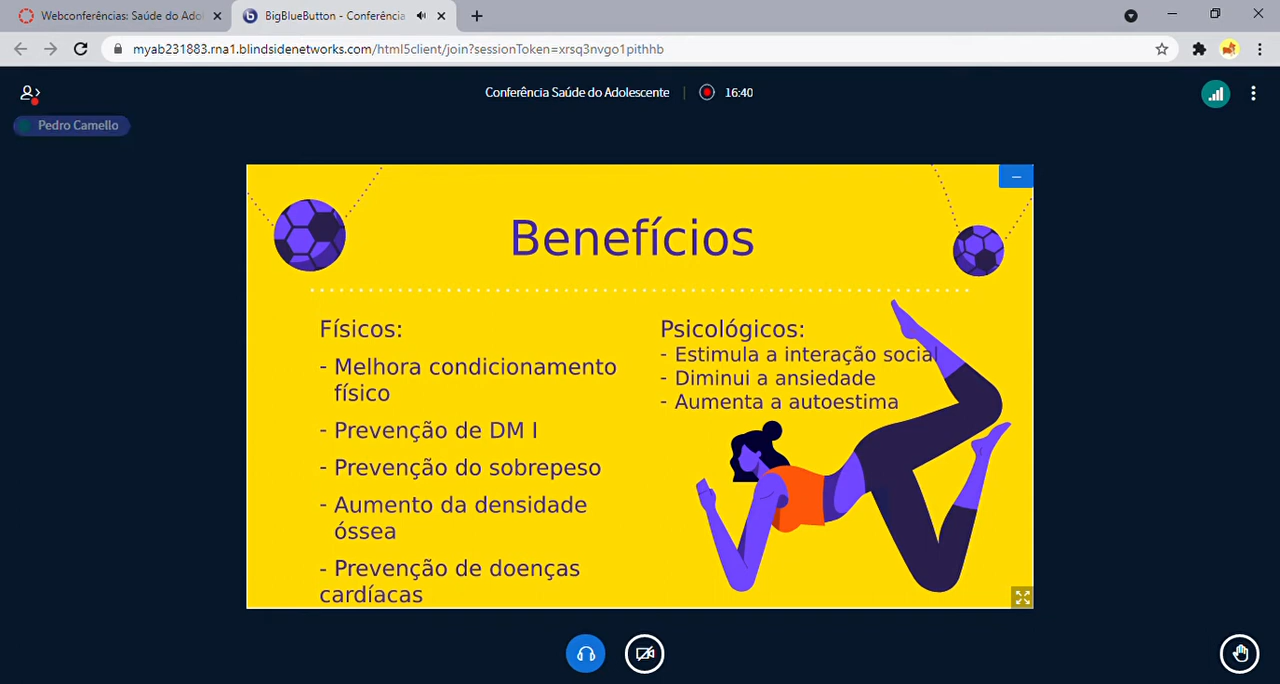 Webconferências: Saúde do Ado
BigBlueButton - Conferência
myab231883.rna1.blindsidenetworks.com/html5client/join?sessionToken=xrsq3nvgo1pithhb
Conferência Saúde do Adolescente | 16:40
Pedro Camello
Benefícios
Físicos:
- Melhora condicionamento
físico
- Prevenção de DM I
- Prevenção do sobrepeso
- Aumento da densidade
óssea
- Prevenção de doenças
cardíacas
Psicológicos:
- Estimula a interação social
- Diminui a ansiedade
- Aumenta a autoestima